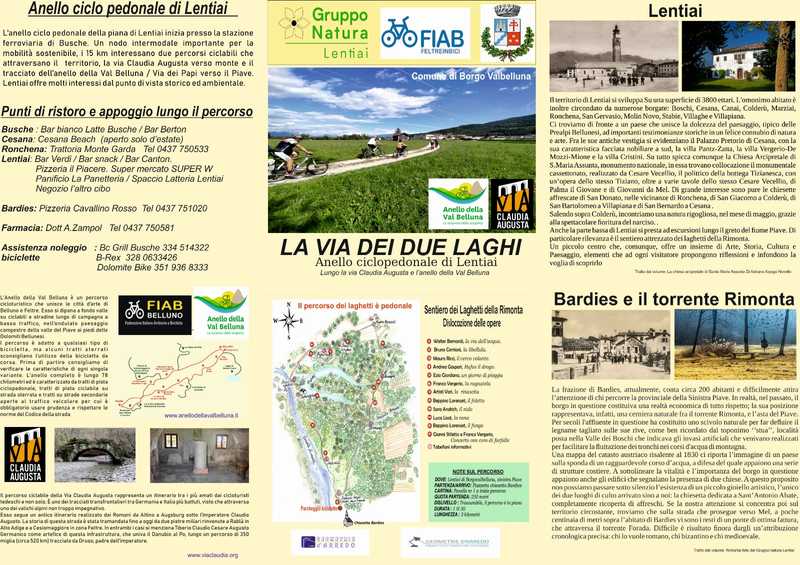 Anello ciclo pedonale di Lentiai
L'anello ciclo pedonale della piana di Lentiai inizia presso la stazione
ferroviaria di Busche. Un nodo intermodale importante per la
mobilità sostenibile, i 15 km interessano due percorsi ciclabili che
attraversano il territorio, la via Claudia Augusta verso monte e il
tracciato dell'anello della Val Belluna / Via dei Papi verso il Piave.
Lentiai offre molti interessi dal punto di vista storico ed ambientale.
Punti di ristoro e appoggio lungo il percorso
Busche : Bar bianco Latte Busche / Bar Berton
Cesana: Cesana Beach (aperto solo d'estate)
Ronchena: Trattoria Monte Garda Tel 0437 750533
Lentiai: Bar Verdi / Bar snack / Bar Canton.
Pizzeria il Piacere. Super mercato SUPER W
Panificio La Panetteria / Spaccio Latteria Lentiai
Negozio l'altro cibo
Bardies: Pizzeria Cavallino Rosso Tel 0437 751020
Farmacia: Dott A.Zampol Tel 0437 750581
Assistenza noleggio : Bc Grill Busche 334 514322
biciclette B-Rex 328 0633426
Dolomite Bike 351 936 8333
Gruppo
Natura
Lentiai
FIAB
FELTREINBICI
Comune di Borgo Valbelluna
Anello della
Val Belluna
VIA
CLAUDIA
AUGUSTA
LA VIA DEI DUE LAGHI
Anello ciclopedonale di Lentiai
Lungo la via Claudia Augusta e l'anello della Val Belluna
Lentiai
Il territorio di Lentiai si sviluppa Su una superficie di 3800 ettari. L'omonimo abitato è
inoltre circondato da numerose borgate: Boschi, Cesana, Canai, Colderù, Marziai,
Ronchena, San Gervasio, Molin Novo, Stabie, Villaghe e Villapiana.
Ci troviamo di fronte a un paese che unisce la dolcezza del paesaggio, tipico delle
Prealpi Bellunesi, ad importanti testimonianze storiche in un felice connubio di natura
e arte. Fra le sue antiche vestigia si evidenziano il Palazzo Pretorio di Cesana, con la
sua caratteristica facciata nobiliare a sud, la villa Pantz-Zatta, la villa Vergerio-De
Mozzi-Mione e la villa Cristini. Su tutto spicca comunque la Chiesa Arcipretale di
S.Maria Assunta, monumento nazionale, in essa trovano collocazione il monumentale
cassettonato, realizzato da Cesare Vecellio, il polittico della bottega Tizianesca, con
un'opera dello stesso Tiziano, oltre a varie tavole dello stesso Cesare Vecellio, di
Palma il Giovane e di Giovanni da Mel. Di grande interesse sono pure le chiesette
affrescate di San Donato, nelle vicinanze di Ronchena, di San Giacomo a Colderù, di
San Bartolomeo a Villapiana e di San Bernardo a Cesana .
Salendo sopra Colderù, incontriamo una natura rigogliosa, nel mese di maggio, grazie
alla spettacolare fioritura del narciso. .
Anche la parte bassa di Lentiai si presta ad escursioni lungo il greto del fiume Piave. Di
particolare rilevanza è il sentiero attrezzato dei laghetti della Rimonta.
Un piccolo centro che, comunque, offre un insieme di Arte, Storia, Cultura e
Paesaggio, elementi che ad ogni visitatore propongono riflessioni e infondono la
voglia di scoprirlo
L'Anello della Val Belluna è un percorso
cicloturistico che unisce le città d'arte di
Belluno e Feltre. Esso si dipana a fondo valle
su ciclabili e stradine lungo di campagna a
basso traffico, nell'ondulato paesaggio
campestre della valle del Piave ai piedi delle
Dolomiti Bellunesi.
Il percorso è adatto a qualsiasi tipo di
bicicletta, ma alcuni tratti sterrati
sconsigliano l'utilizzo della bicicletta da
corsa. Prima di partire consigliamo di
verificare le caratteristiche di ogni singola
variante. L'anello completo è lungo 78
chilometri ed è caratterizzato da tratti di pista
ciclopedonale, tratti di pista ciclabile su
strada sterrata e tratti su strade secondarie
aperte al traffico veicolare per cui è
obbligatorio usare prudenza e rispettare le
norme del Codice della strada
FIAB
BELLUNO
Anello della
Val Belluna
www.anellodellavalbelluna.it
VIA
CLAUDIA
AUGUSTA
Il percorso ciclabile della Via Claudia Augusta rappresenta un itinerario tra i più amati dai cicloturisti
tedeschi e non solo. È uno dei tracciati transfrontalieri tra Germania e Italia più battuti, visto che attraversa
uno dei valichi alpini non troppo impegnativo.
Esso segue un antico itinerario realizzato dai Romani da Altino a Augsburg sotto l'Imperatore Claudio
Augusta. La storia di questa strada è stata tramandata fino a oggi da due pietre miliari rinvenute a Rablà in
Alto Adige e a Cesiomaggiore in zona Feltre. In entrambi i casi si menziona Tiberio Claudio Cesare Augusto
Germanico come artefice di questa infrastruttura, che univa il Danubio al Po, lungo un percorso di 350
miglia (circa 520 km) tracciata da Druso, padre dell'imperatore.
www.viaclaudia.org
Il percorso dei laghetti è pedonale
Sentiero dei Laghetti della Rimonta
Dislocazione delle opere
NOTE SUL PERCORSO
Chiesetta Bardies
Bardies e il torrente Rimonta
La frazione di Bardies, attualmente, conta circa 200 abitati e difficilmente attira
l'attenzione di chi percorre la provinciale della Sinistra Piave. In realtà, nel passato, il
borgo in questione costituiva una realtà economica di tutto rispetto; la sua posizione
rappresentava, infatti, una cerniera naturale fra il torrente Rimonta, e l'asta del Piave.
Per secoli l'affluente in questione ha costituito uno scivolo naturale per far defluire il
legname tagliato sulle sue rive, come ben ricordato dal toponimo "stua", località
posta nella Valle dei Boschi che indicava gli invasi artificiali che venivano realizzati
per facilitare la fluitazione dei tronchi nei corsi d'acqua di montagna.
Una mappa del catasto austriaco risalente al 1830 ci riporta l'immagine di un paese
sulla sponda di un ragguardevole corso d'acqua, a difesa del quale appaiono una serie
di strutture costiere. A sottolineare la vitalità e l'importanza del borgo in questione
appaiono anche gli edifici che segnalano la presenza di due chiese. A questo proposito
non possiamo passare sotto silenzio l'esistenza di un piccolo gioiello artistico, l'unico
dei due luoghi di culto arrivato sino a noi: la chiesetta dedicata a Sant'Antonio Abate,
completamente ricoperta di affreschi. Se la nostra attenzione si concentra poi sul
territorio circostante, troviamo che sulla strada che prosegue verso Mel, a poche
centinaia di metri sopra l'abitato di Bardies vi sono i resti di un ponte di ottima fattura,
che attraversa il torrente Forada. Difficile è risultato finora dargli un'attribuzione
cronologica precisa: chi lo vuole romano, chi bizantino e chi medioevale.